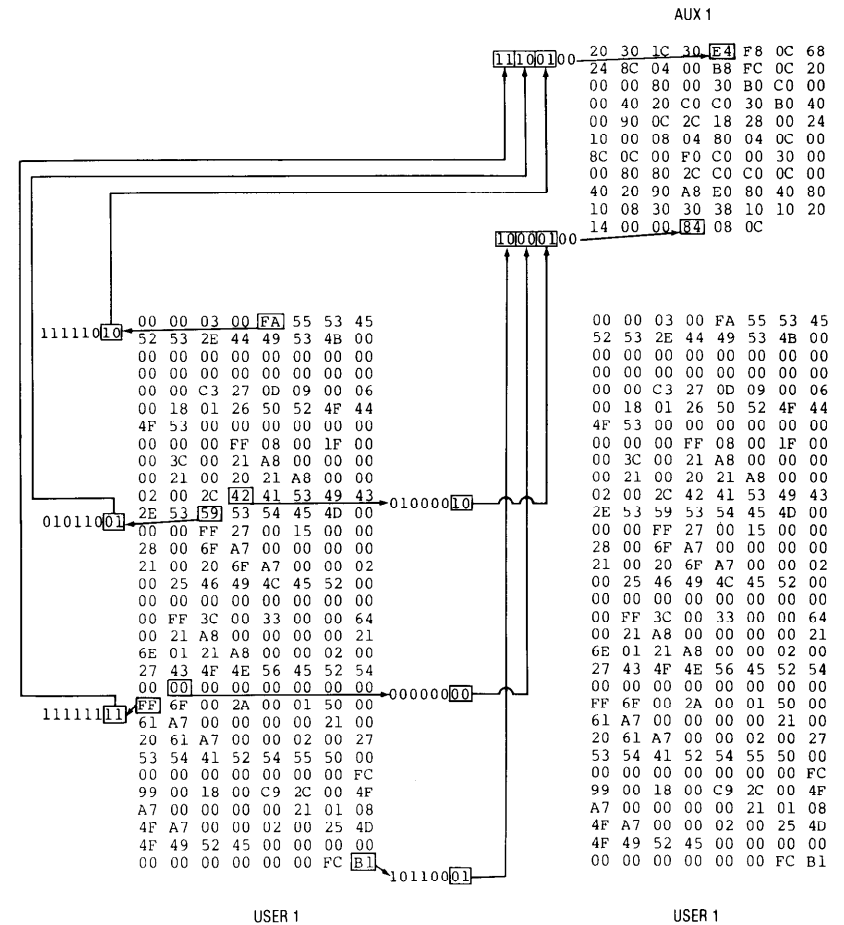 AUX 1
11100100
20 30 1C 30 E4 F8 0C 68
24 8C 04 00 B8 FC 0C 20
00 00 80 00 30 B0 C0 00
00 40 20 C0 C0 30 B0 40
00 90 0C 2C 18 28 00 24
10 00 08 04 80 04 0C 00
8C 0C 00 F0 C0 00 30 00
00 80 80 2C C0 C0 0C 00
40 20 90 A8 E0 80 40 80
10 08 30 30 38 10 10 20
14 00 00 84 08 0C
10000100
11111010
01011001
11111111
00 00 03 00 FA 55 53 45
52 53 2E 44 49 53 4B 00
00 00 00 00 00 00 00 00
00 00 00 00 00 00 00 00
00 00 C3 27 0D 09 00 06
00 18 01 26 50 52 4F 44
4F 53 00 00 00 00 00 00
00 00 00 FF 08 00 1F 00
00 3C 00 21 A8 00 00 00
00 21 00 20 21 A8 00 00
02 00 2C 42 41 53 49 43
2E 53 59 53 54 45 4D 00
00 00 FF 27 00 15 00 00
28 00 6F A7 00 00 00 00
21 00 20 6F A7 00 00 02
00 25 46 49 4C 45 52 00
00 00 00 00 00 00 00 00
00 FF 3C 00 33 00 00 64
00 21 A8 00 00 00 00 21
6E 01 21 A8 00 00 02 00
27 43 4F 4E 56 45 52 54
00 00 00 00 00 00 00 00
FF 6F 00 2A 00 01 50 00
61 A7 00 00 00 00 21 00
20 61 A7 00 00 02 00 27
53 54 41 52 54 55 50 00
00 00 00 00 00 00 00 FC
99 00 18 00 C9 2C 00 4F
A7 00 00 00 00 21 01 08
4F A7 00 00 02 00 25 4D
4F 49 52 45 00 00 00 00
00 00 00 00 00 00 FC B1
01000010
00000000
10110001
USER 1
00 00 03 00 FA 55 53 45
52 53 2E 44 49 53 4B 00
00 00 00 00 00 00 00 00
00 00 00 00 00 00 00 00
00 00 C3 27 0D 09 00 06
00 18 01 26 50 52 4F 44
4F 53 00 00 00 00 00 00
00 00 00 FF 08 00 1F 00
00 3C 00 21 A8 00 00 00
00 21 00 20 21 A8 00 00
02 00 2C 42 41 53 49 43
2E 53 59 53 54 45 4D 00
00 00 FF 27 00 15 00 00
28 00 6F A7 00 00 00 00
21 00 20 6F A7 00 00 02
00 25 46 49 4C 45 52 00
00 00 00 00 00 00 00 00
00 FF 3C 00 33 00 00 64
00 21 A8 00 00 00 00 21
6E 01 21 A8 00 00 02 00
27 43 4F 4E 56 45 52 54
00 00 00 00 00 00 00 00
FF 6F 00 2A 00 01 50 00
61 A7 00 00 00 00 21 00
20 61 A7 00 00 02 00 27
53 54 41 52 54 55 50 00
00 00 00 00 00 00 00 FC
99 00 18 00 C9 2C 00 4F
A7 00 00 00 00 21 01 08
4F A7 00 00 02 00 25 4D
4F 49 52 45 00 00 00 00
00 00 00 00 00 00 FC B1
USER 1